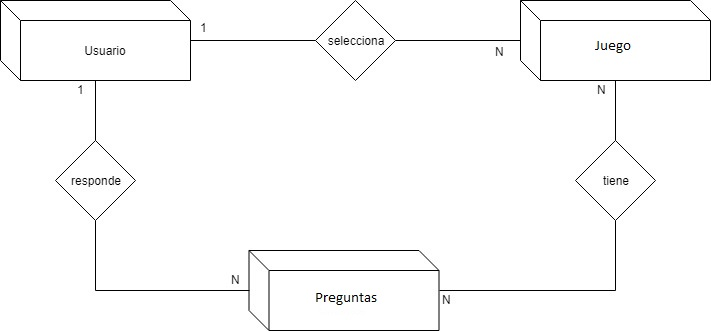 Usuario
1
selecciona
N
Juego
1
N
responde
tiene
N
Preguntas
N